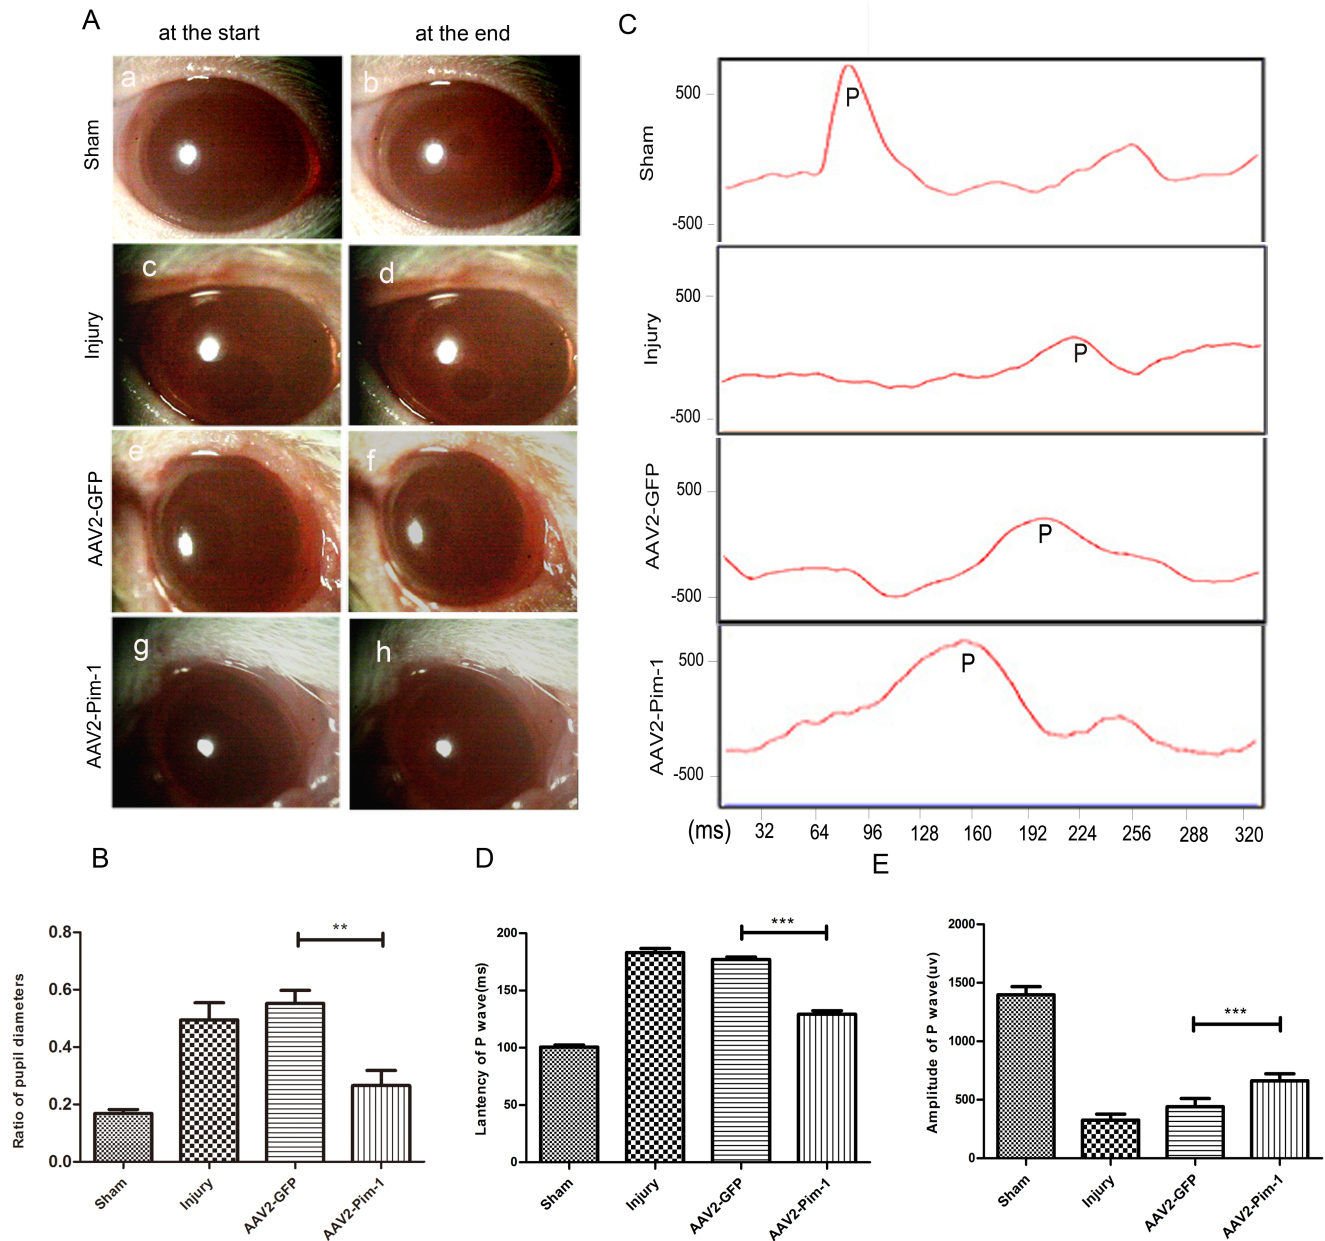 A
at the start
at the end
Sham
a
b
Injury
c
d
AAV2-GFP
e
f
AAV2-Pim-1
g
h
C
Sham
500
-500
P
Injury
500
-500
P
AAV2-GFP
500
-500
P
AAV2-Pim-1
500
-500
P
(ms) 32 64 96 128 160 192 224 256 288 320
B
Ratio of pupil diameters
0.8
0.6
0.4
0.2
0.0
**
Sham
Injury
AAV2-GFP
AAV2-Pim-1
D
Lantency of P wave(ms)
200
150
100
50
0
***
Sham
Injury
AAV2-GFP
AAV2-Pim-1
E
Amplitude of P wave(uv)
2000
1500
1000
500
0
***
Sham
Injury
AAV2-GFP
AAV2-Pim-1